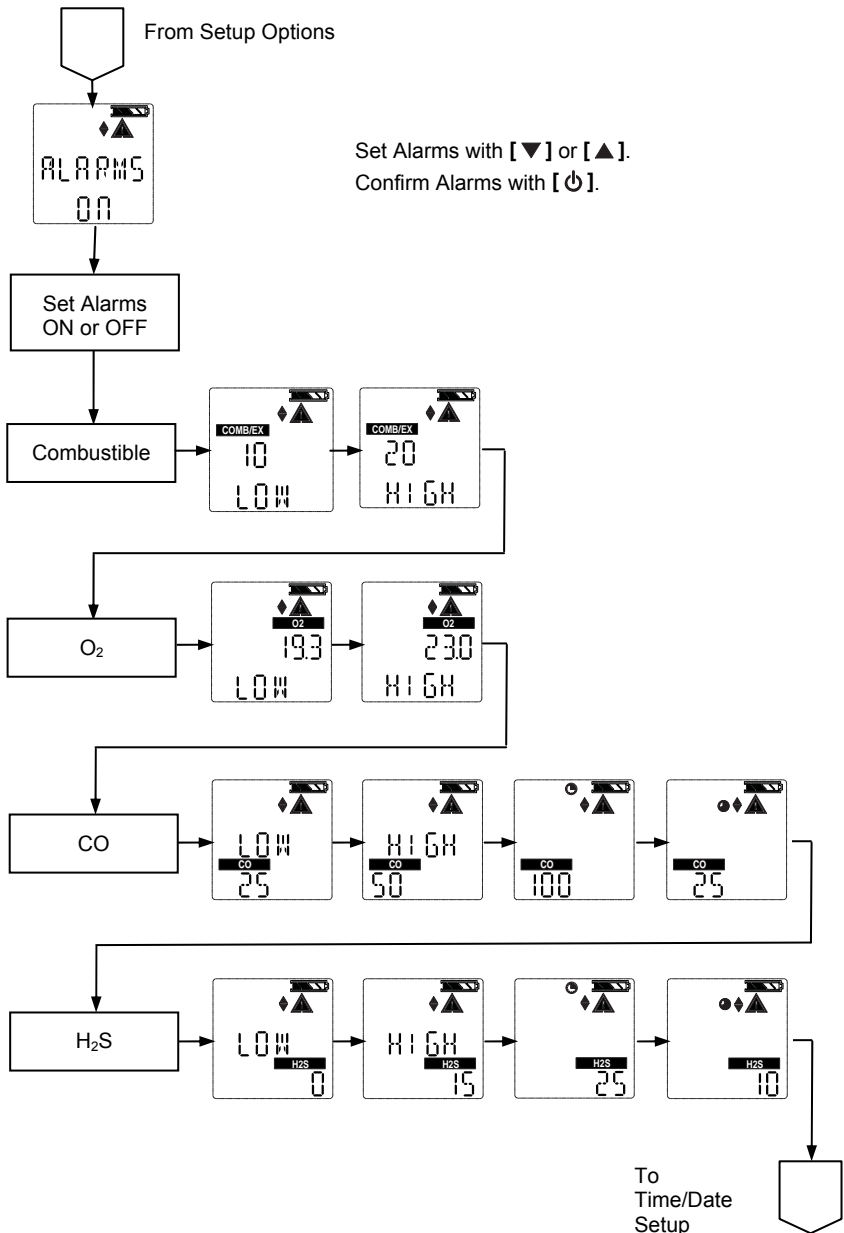 From Setup Options
ALARMS
ON
Set Alarms with [ ▼ ] or [ ▲ ].
Confirm Alarms with [ ⏻ ].
Set Alarms
ON or OFF
Combustible
COMB/EX
10
LOW
COMB/EX
20
HIGH
O₂
O2
19.3
LOW
O2
23.0
HIGH
CO
LOW
CO
25
HIGH
CO
50
CO
100
CO
25
H₂S
LOW
H2S
0
HIGH
H2S
15
H2S
25
H2S
10
To
Time/Date
Setup